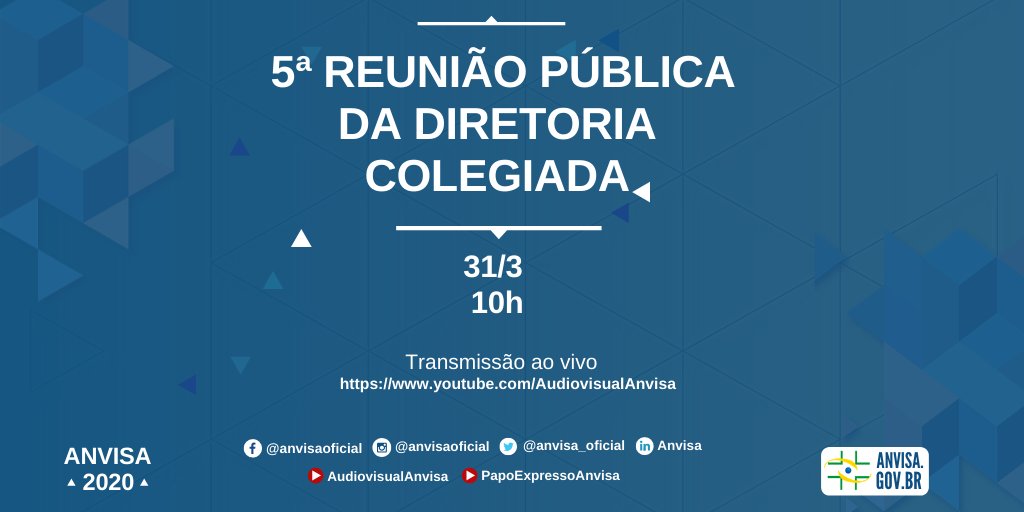 5ª REUNIÃO PÚBLICA
DA DIRETORIA
COLEGIADA
31/3
10h
Transmissão ao vivo
https://www.youtube.com/AudiovisualAnvisa
@anvisaoficial @anvisaoficial @anvisa_oficial Anvisa
AudiovisualAnvisa PapoExpressoAnvisa
ANVISA
2020
ANVISA.
GOV.BR